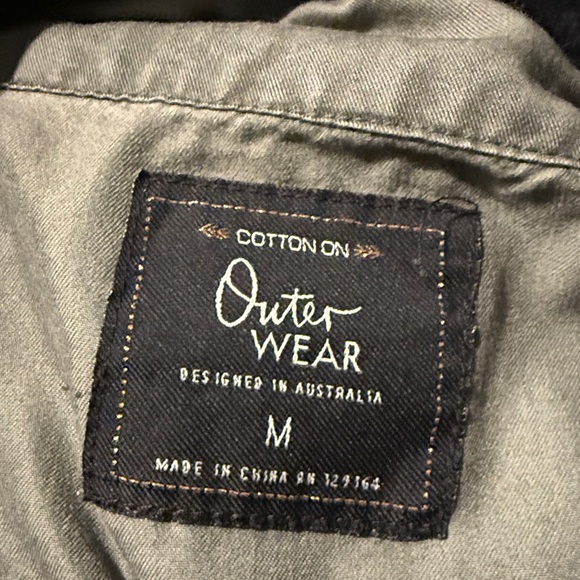 COTTON ON
Outer
WEAR
DESIGNED IN AUSTRALIA
M
MADE IN CHINA RN 129364